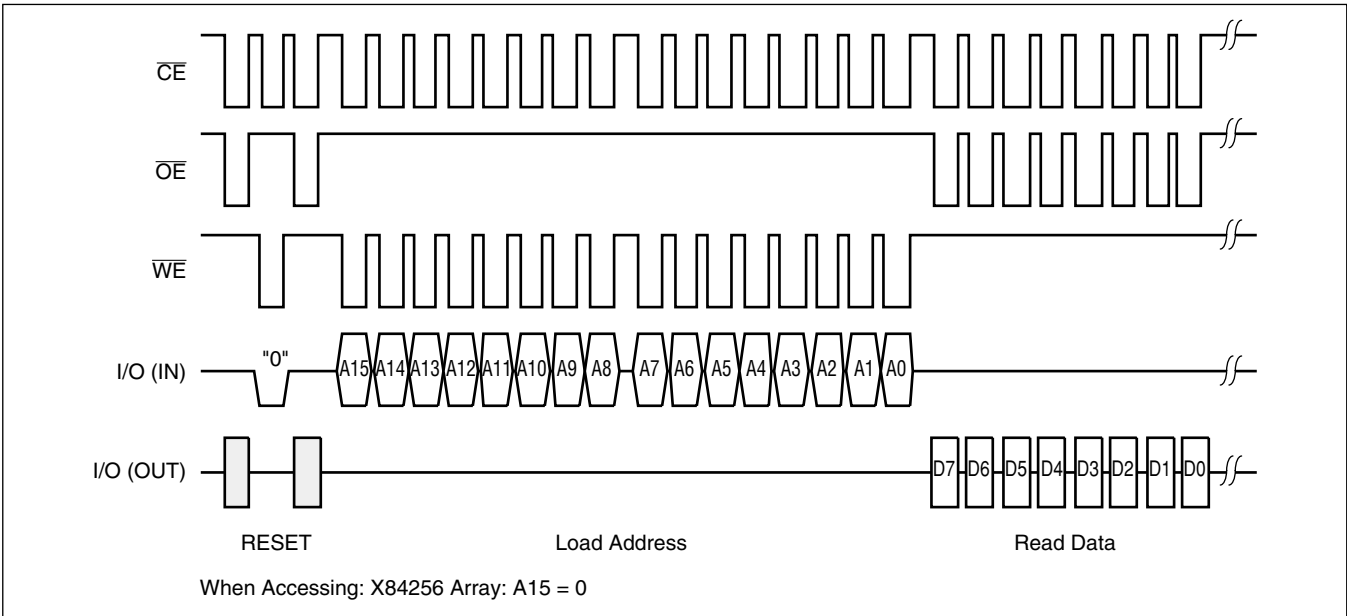 CE
OE
WE
I/O (IN) "0" A15 A14 A13 A12 A11 A10 A9 A8 A7 A6 A5 A4 A3 A2 A1 A0
I/O (OUT) D7 D6 D5 D4 D3 D2 D1 D0
RESET Load Address Read Data
When Accessing: X84256 Array: A15 = 0